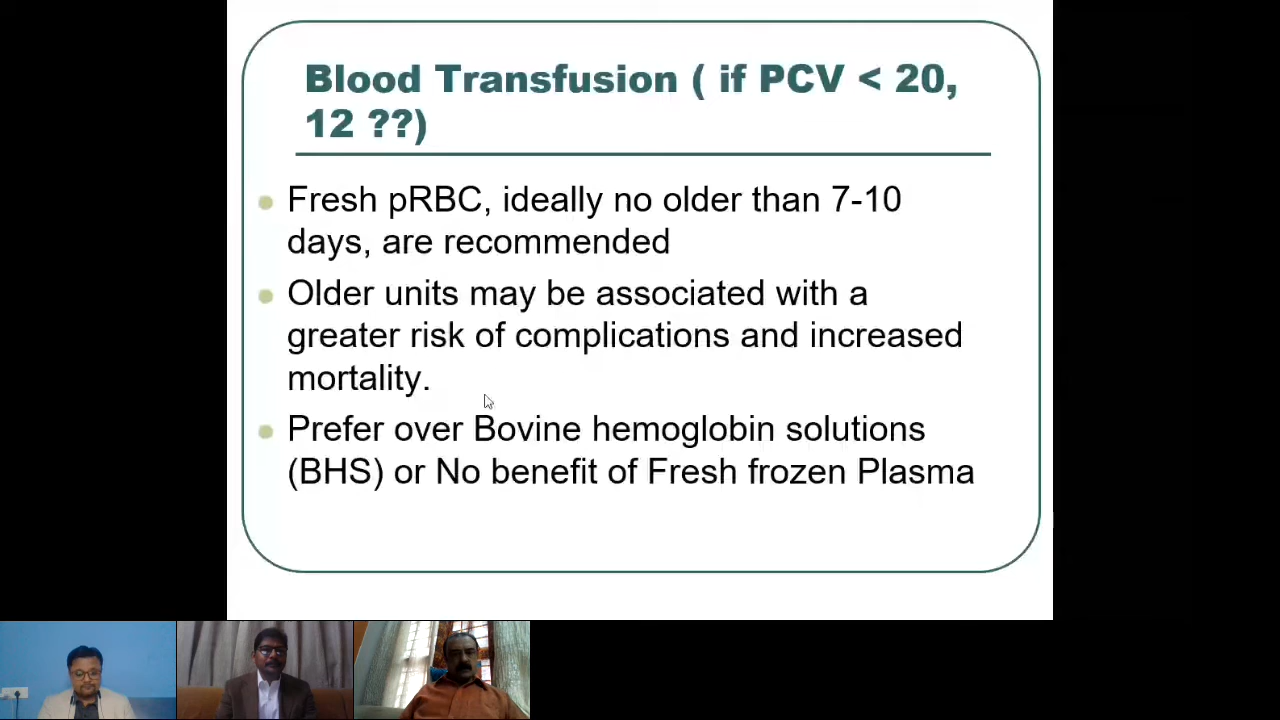 Blood Transfusion ( if PCV < 20,
12 ??)
Fresh pRBC, ideally no older than 7-10
days, are recommended
Older units may be associated with a
greater risk of complications and increased
mortality.
Prefer over Bovine hemoglobin solutions
(BHS) or No benefit of Fresh frozen Plasma